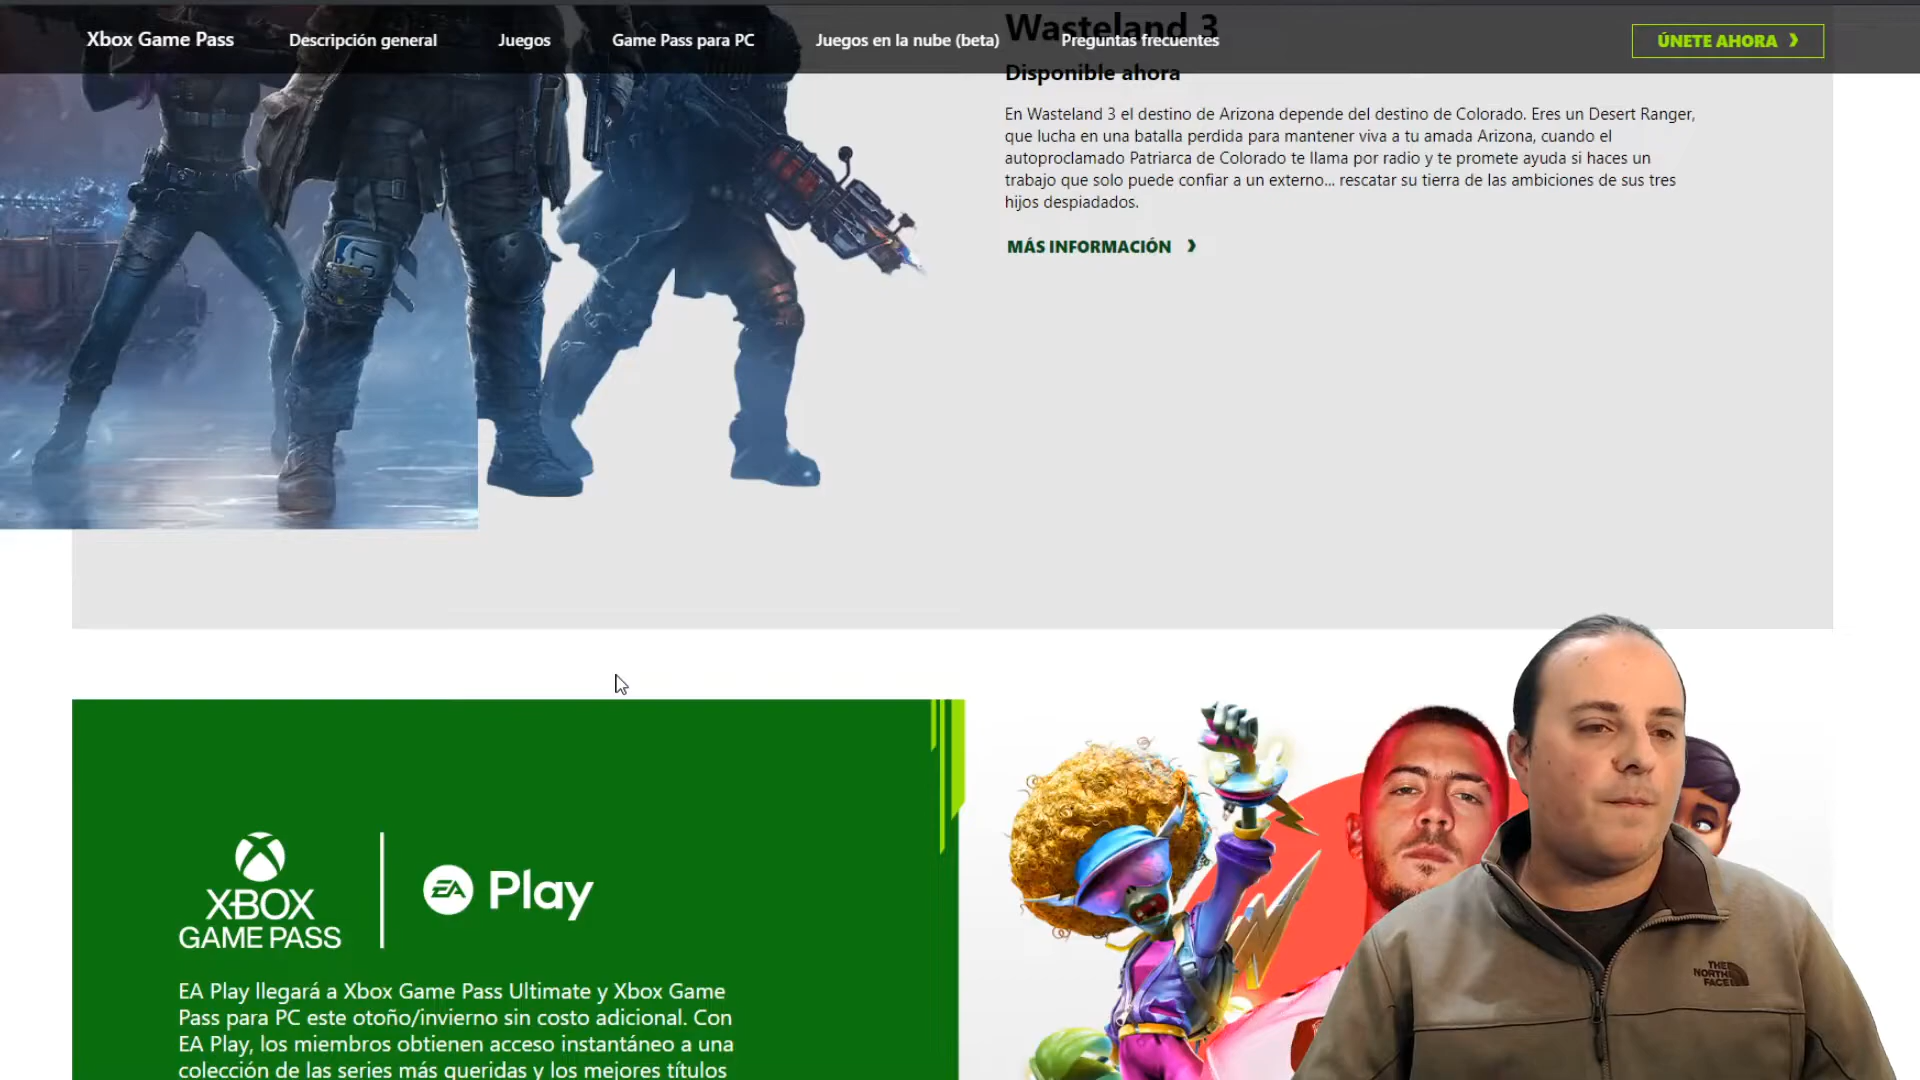 Xbox Game Pass
Descripción general
Juegos
Game Pass para PC
Juegos en la nube (beta)
Preguntas frecuentes
ÚNETE AHORA
Wasteland 3
Disponible ahora
En Wasteland 3 el destino de Arizona depende del destino de Colorado. Eres un Desert Ranger,
que lucha en una batalla perdida para mantener viva a tu amada Arizona, cuando el
autoproclamado Patriarca de Colorado te llama por radio y te promete ayuda si haces un
trabajo que solo puede confiar a un externo... rescatar su tierra de las ambiciones de sus tres
hijos despiadados.
MÁS INFORMACIÓN
XBOX
GAME PASS
EA Play
EA Play llegará a Xbox Game Pass Ultimate y Xbox Game
Pass para PC este otoño/invierno sin costo adicional. Con
EA Play, los miembros obtienen acceso instantáneo a una
colección de las series más queridas y los mejores títulos
THE
NORTH
FACE